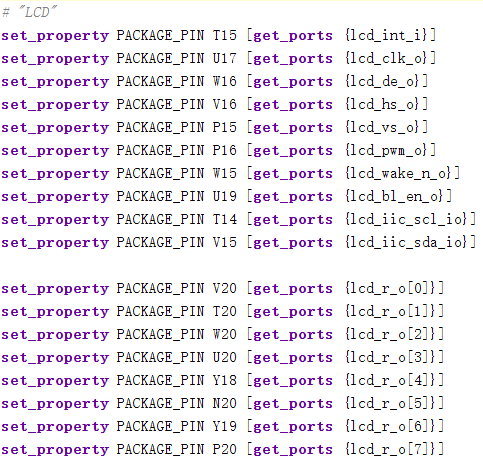 # "LCD"
set_property PACKAGE_PIN T15 [get_ports {lcd_int_i}]
set_property PACKAGE_PIN U17 [get_ports {lcd_clk_o}]
set_property PACKAGE_PIN W16 [get_ports {lcd_de_o}]
set_property PACKAGE_PIN V16 [get_ports {lcd_hs_o}]
set_property PACKAGE_PIN P15 [get_ports {lcd_vs_o}]
set_property PACKAGE_PIN P16 [get_ports {lcd_pwm_o}]
set_property PACKAGE_PIN W15 [get_ports {lcd_wake_n_o}]
set_property PACKAGE_PIN U19 [get_ports {lcd_bl_en_o}]
set_property PACKAGE_PIN T14 [get_ports {lcd_iic_scl_io}]
set_property PACKAGE_PIN V15 [get_ports {lcd_iic_sda_io}]
set_property PACKAGE_PIN V20 [get_ports {lcd_r_o[0]}]
set_property PACKAGE_PIN T20 [get_ports {lcd_r_o[1]}]
set_property PACKAGE_PIN W20 [get_ports {lcd_r_o[2]}]
set_property PACKAGE_PIN U20 [get_ports {lcd_r_o[3]}]
set_property PACKAGE_PIN Y18 [get_ports {lcd_r_o[4]}]
set_property PACKAGE_PIN N20 [get_ports {lcd_r_o[5]}]
set_property PACKAGE_PIN Y19 [get_ports {lcd_r_o[6]}]
set_property PACKAGE_PIN P20 [get_ports {lcd_r_o[7]}]